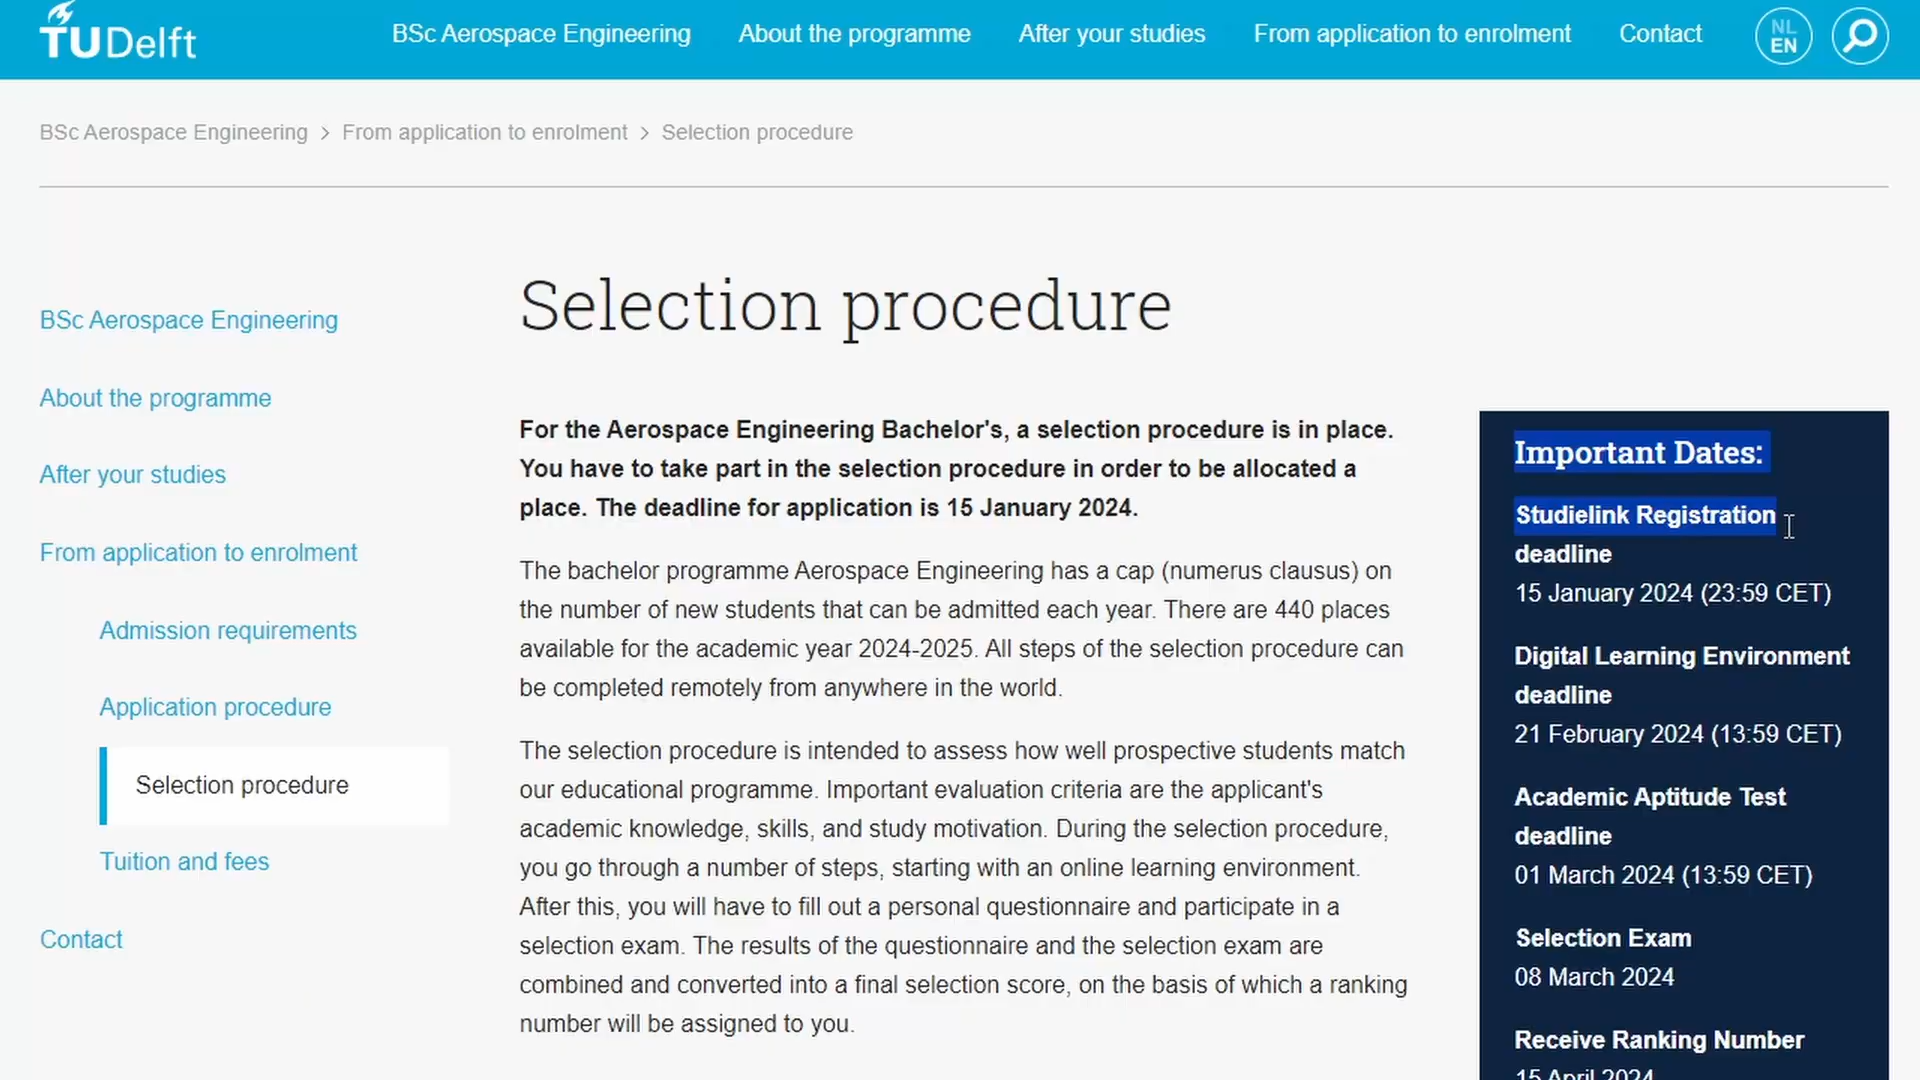 TUDelft
BSc Aerospace Engineering
About the programme
After your studies
From application to enrolment
Contact
NL
EN
BSc Aerospace Engineering > From application to enrolment > Selection procedure
BSc Aerospace Engineering
About the programme
After your studies
From application to enrolment
Admission requirements
Application procedure
Selection procedure
Tuition and fees
Contact
Selection procedure
For the Aerospace Engineering Bachelor's, a selection procedure is in place.
You have to take part in the selection procedure in order to be allocated a
place. The deadline for application is 15 January 2024.
The bachelor programme Aerospace Engineering has a cap (numerus clausus) on
the number of new students that can be admitted each year. There are 440 places
available for the academic year 2024-2025. All steps of the selection procedure can
be completed remotely from anywhere in the world.
The selection procedure is intended to assess how well prospective students match
our educational programme. Important evaluation criteria are the applicant's
academic knowledge, skills, and study motivation. During the selection procedure,
you go through a number of steps, starting with an online learning environment.
After this, you will have to fill out a personal questionnaire and participate in a
selection exam. The results of the questionnaire and the selection exam are
combined and converted into a final selection score, on the basis of which a ranking
number will be assigned to you.
Important Dates:
Studielink Registration
deadline
15 January 2024 (23:59 CET)
Digital Learning Environment
deadline
21 February 2024 (13:59 CET)
Academic Aptitude Test
deadline
01 March 2024 (13:59 CET)
Selection Exam
08 March 2024
Receive Ranking Number
15 April 2024